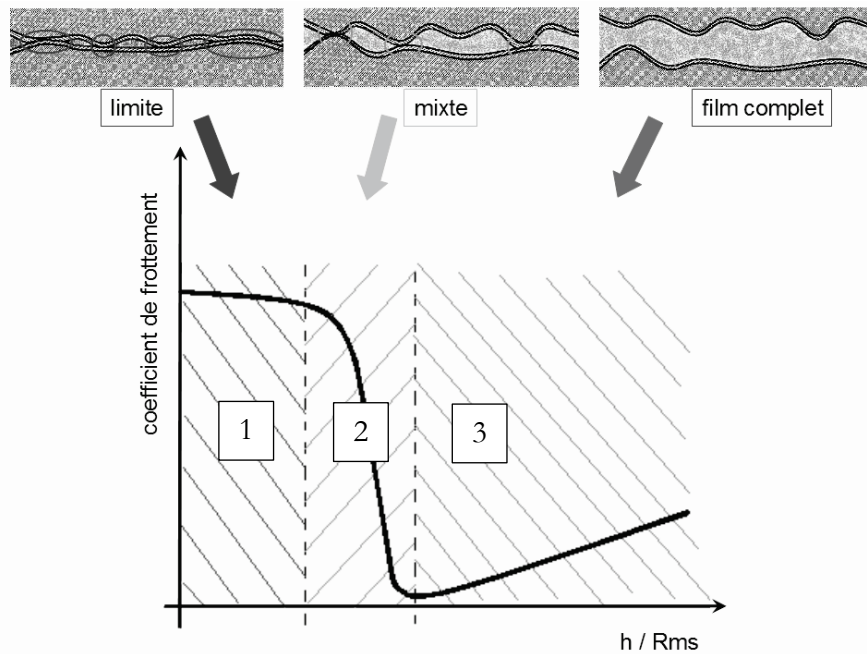 limite
mixte
film complet
coefficient de frottement
1
2
3
h / Rms